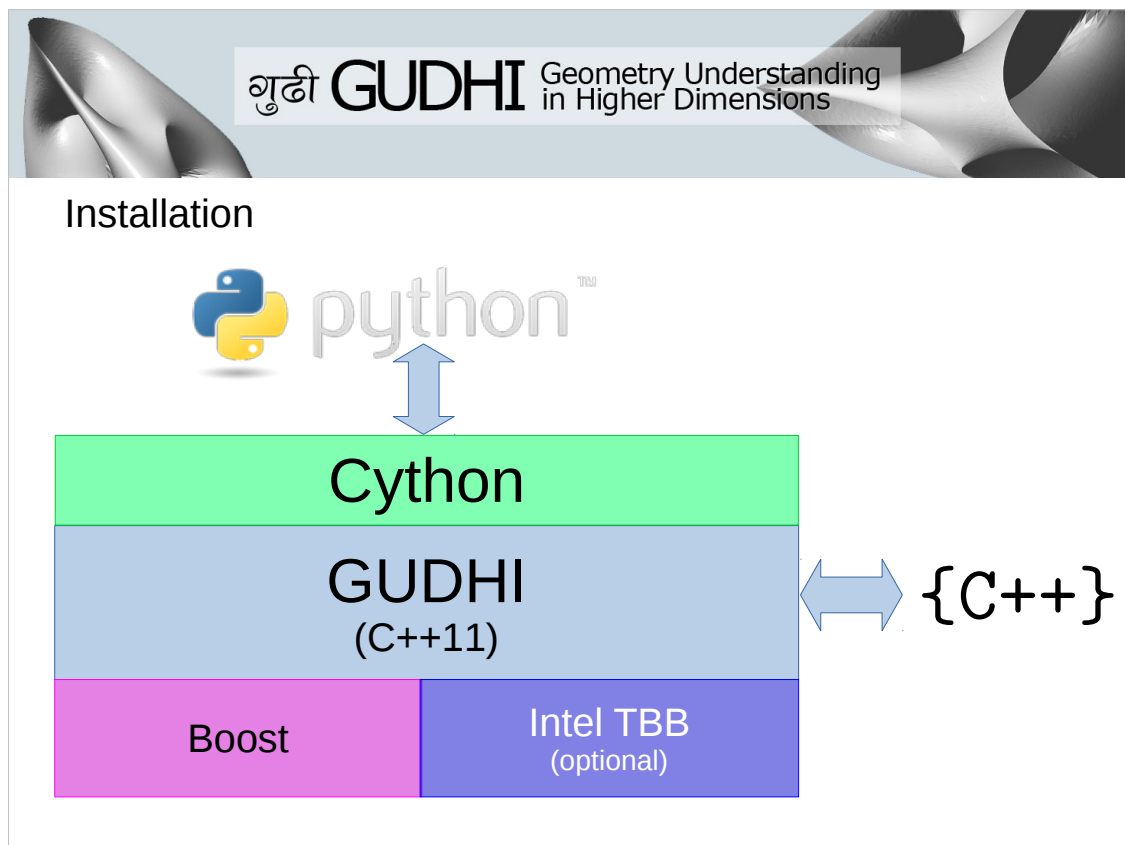 गुढी GUDHI Geometry Understanding
in Higher Dimensions
Installation
python™
Cython
GUDHI
(C++11)
{C++}
Boost
Intel TBB
(optional)